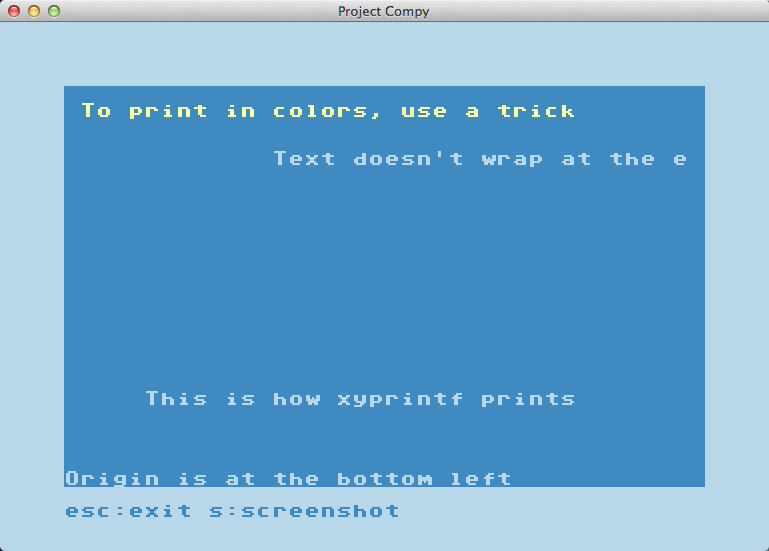 Project Compy
To print in colors, use a trick
Text doesn't wrap at the e
This is how xyprintf prints
Origin is at the bottom left
esc:exit s:screenshot